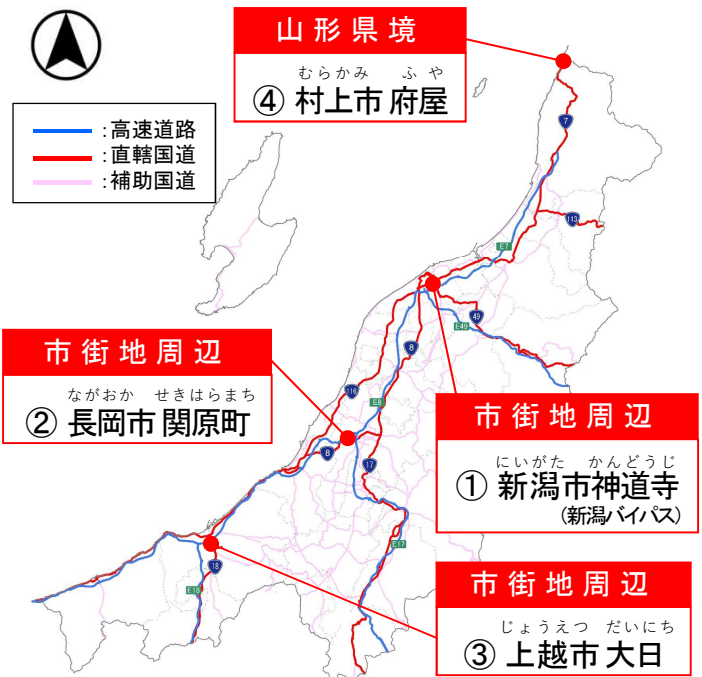 山形県境
むらかみ ふや
④ 村上市 府屋
:高速道路
:直轄国道
:補助国道
7
113
E7
49
E49
8
市街地周辺
ながおか せきはらまち
② 長岡市 関原町
116
E8
市街地周辺
にいがた かんどうじ
① 新潟市神道寺
(新潟バイパス)
8
17
E17
18
E18
市街地周辺
じょうえつ だいにち
③ 上越市 大日